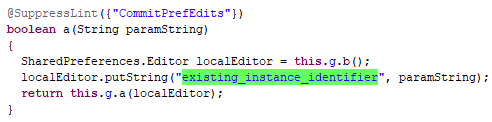 @SuppressLint({"CommitPrefEdits"})
boolean a(String paramString)
{
SharedPreferences.Editor localEditor = this.g.b();
localEditor.putString("existing_instance_identifier", paramString);
return this.g.a(localEditor);
}